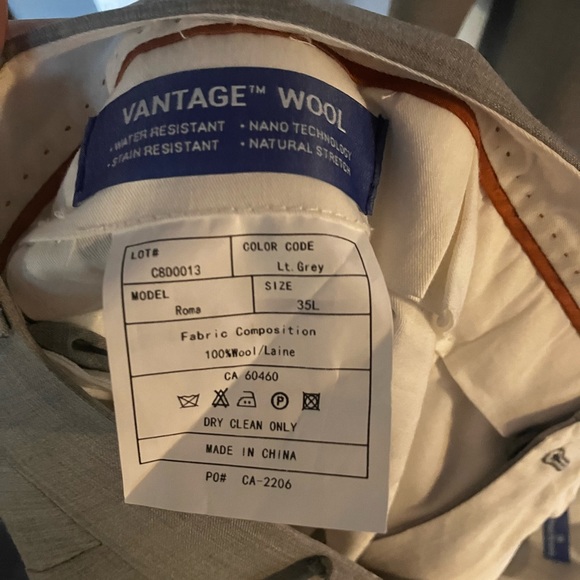 VANTAGE™ WOOL
•WATER RESISTANT •NANO TECHNOLOGY
•STAIN RESISTANT •NATURAL STRETCH
LOT# COLOR CODE
C8D0013 Lt.Grey
MODEL SIZE
Roma 35L
Fabric Composition
100%Wool/Laine
CA 60460
P
DRY CLEAN ONLY
MADE IN CHINA
PO# CA-2206